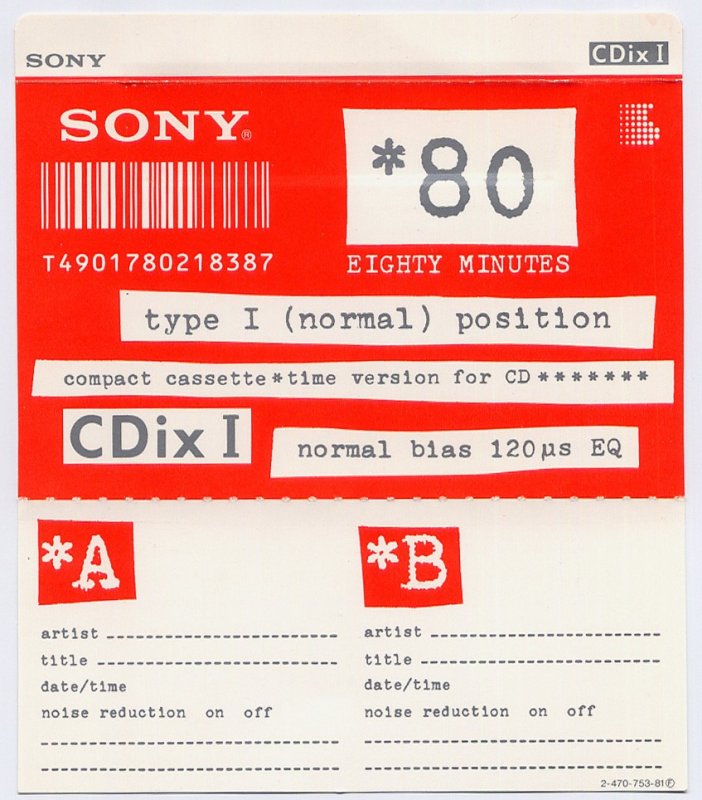 SONY
CDix I
SONY®
*80
T4901780218387
EIGHTY MINUTES
type I (normal) position
compact cassette*time version for CD *******
CDix I
normal bias 120µs EQ
*A
artist
title
date/time
noise reduction on off
*B
artist
title
date/time
noise reduction on off
2-470-753-81Ⓕ